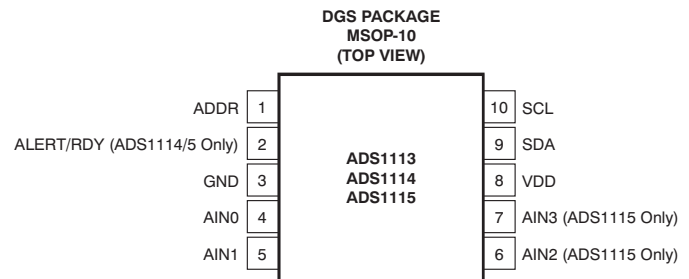 DGS PACKAGE
MSOP-10
(TOP VIEW)
ADDR 1 10 SCL
ALERT/RDY (ADS1114/5 Only) 2 9 SDA
ADS1113
GND 3 ADS1114 8 VDD
ADS1115
AIN0 4 7 AIN3 (ADS1115 Only)
AIN1 5 6 AIN2 (ADS1115 Only)